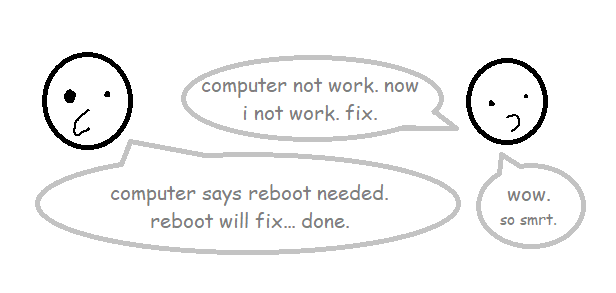 computer not work. now
i not work. fix.
computer says reboot needed.
reboot will fix... done.
wow.
so smrt.